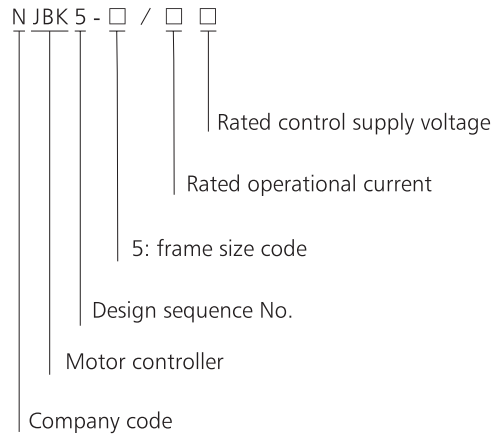 N JBK 5 - □ / □ □
Rated control supply voltage
Rated operational current
5: frame size code
Design sequence No.
Motor controller
Company code